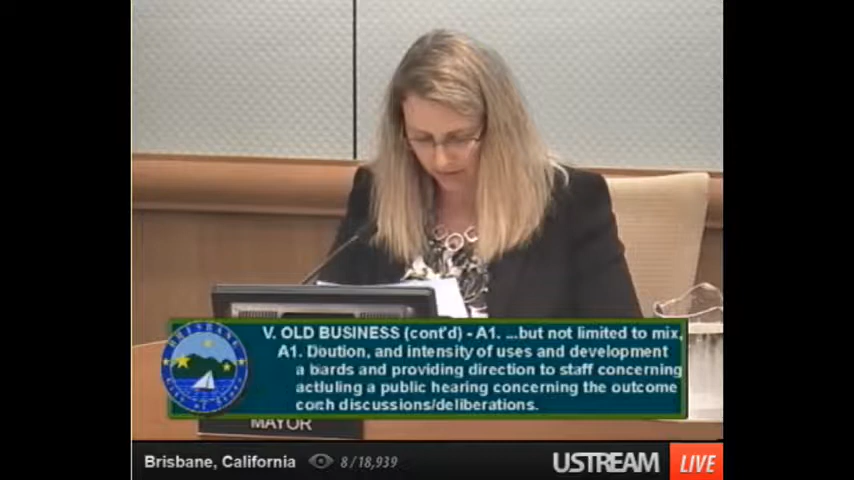 V. OLD BUSINESS (cont'd) - A1. ...but not limited to mix,
A1. Doution, and intensity of uses and development
a bards and providing direction to staff concerning
actluling a public hearing concerning the outcome
conh discussions/deliberations.
BRISBANE
MAYOR
Brisbane, California
8/18,939
USTREAM
LIVE